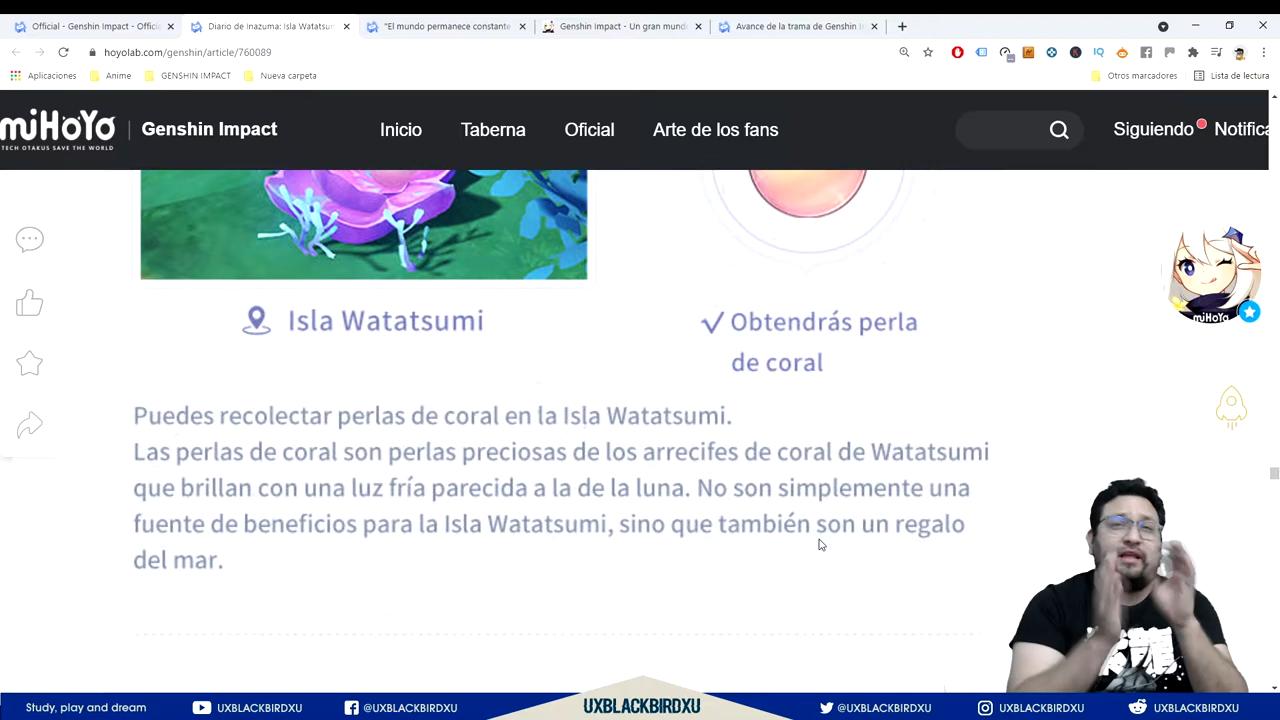 Official - Genshin Impact - Officie
Diario de Inazuma: Isla Watatsum
"El mundo permanece constante
Genshin Impact - Un gran mundo
Avance de la trama de Genshin I
hoyolab.com/genshin/article/760089
Aplicaciones
Anime
GENSHIN IMPACT
Nueva carpeta
Otros marcadores
Lista de lectura
miHoYo
TECH OTAKUS SAVE THE WORLD
Genshin Impact
Inicio
Taberna
Oficial
Arte de los fans
Siguiendo
Notifica
Isla Watatsumi
Obtendrás perla
de coral
miHoYo
Puedes recolectar perlas de coral en la Isla Watatsumi.
Las perlas de coral son perlas preciosas de los arrecifes de coral de Watatsumi
que brillan con una luz fría parecida a la de la luna. No son simplemente una
fuente de beneficios para la Isla Watatsumi, sino que también son un regalo
del mar.
Study, play and dream
UXBLACKBIRDXU
@UXBLACKBIRDXU
UXBLACKBIRDXU
@UXBLACKBIRDXU
UXBLACKBIRDXU
UXBLACKBIRDXU